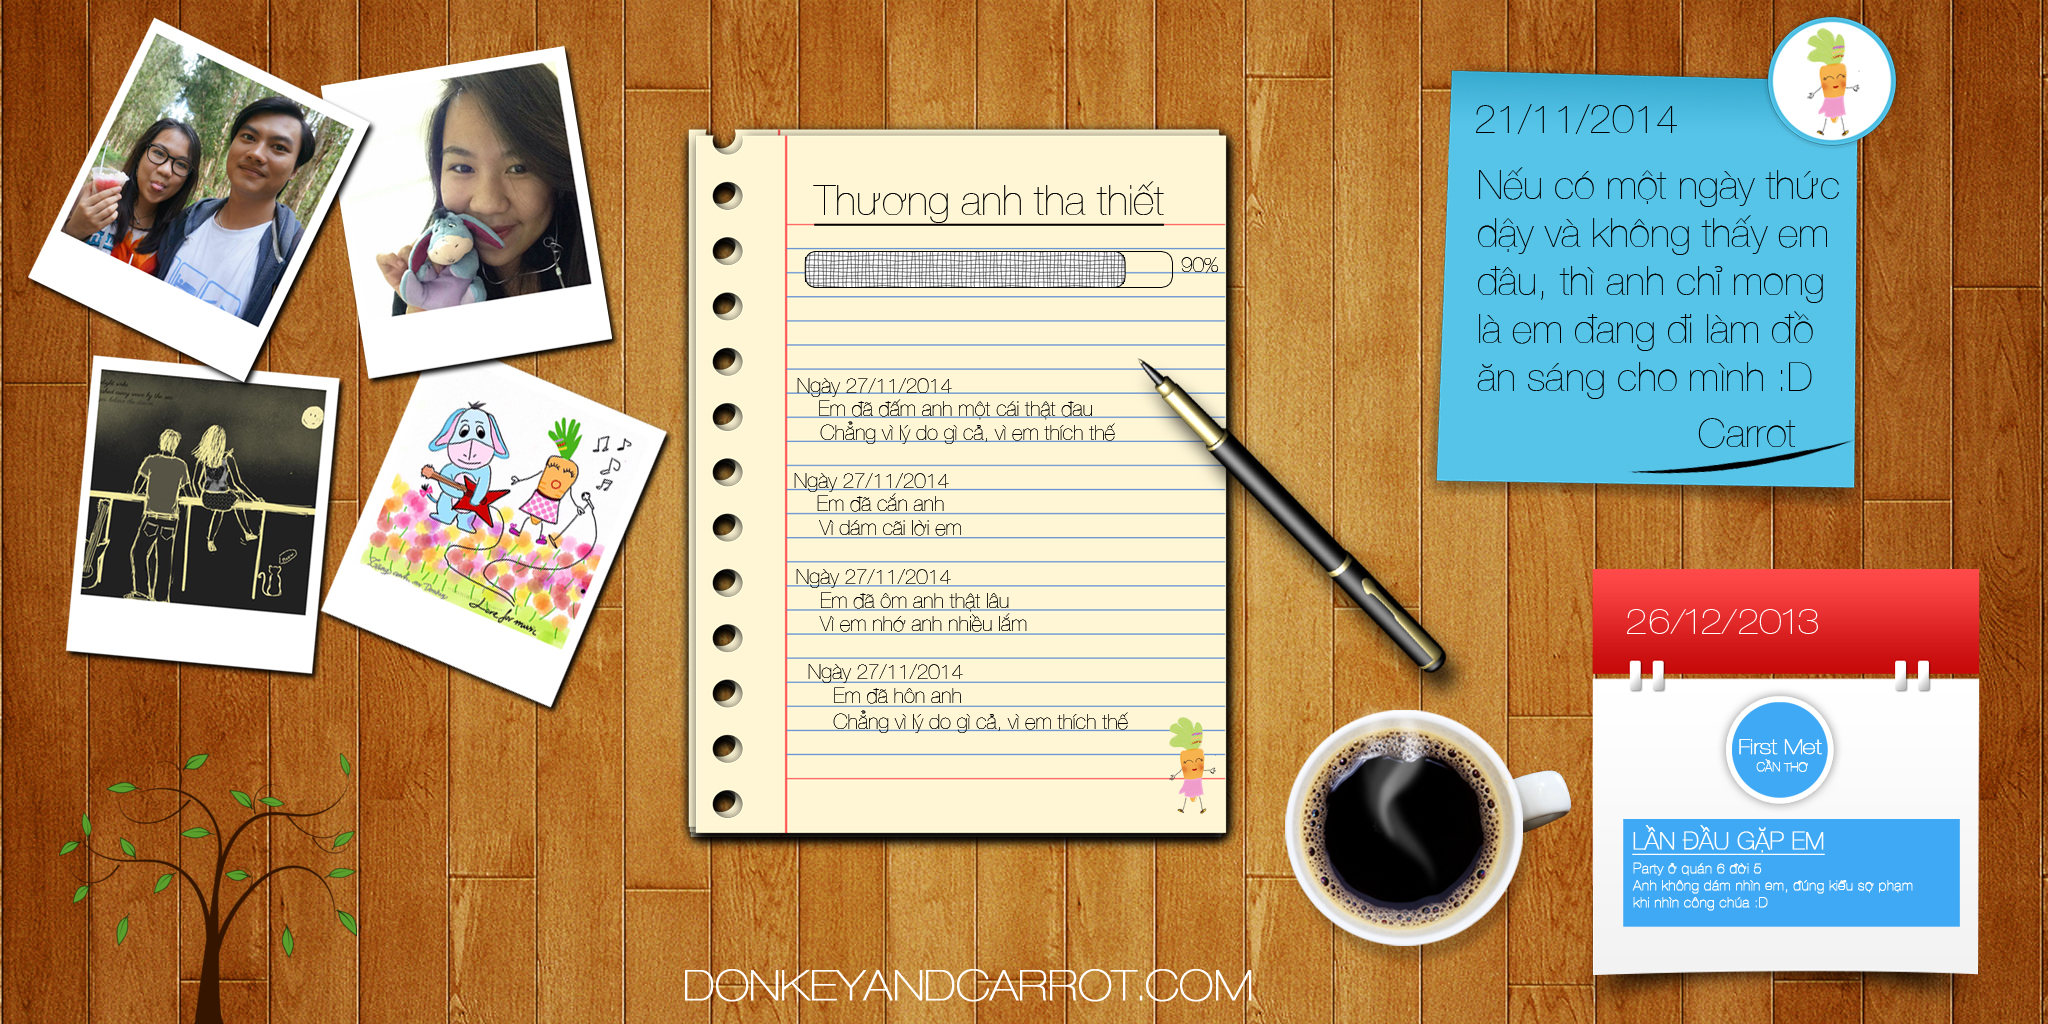 Thương anh tha thiết
90%
Ngày 27/11/2014
Em đã đấm anh một cái thật đau
Chẳng vì lý do gì cả, vì em thích thế
Ngày 27/11/2014
Em đã cắn anh
Vì dám cãi lời em
Ngày 27/11/2014
Em đã ôm anh thật lâu
Vì em nhớ anh nhiều lắm
Ngày 27/11/2014
Em đã hôn anh
Chẳng vì lý do gì cả, vì em thích thế
21/11/2014
Nếu có một ngày thức
dậy và không thấy em
đâu, thì anh chỉ mong
là em đang đi làm đồ
ăn sáng cho mình :D
Carrot
26/12/2013
First Met
CẦN THƠ
LẦN ĐẦU GẶP EM
Party ở quán 6 đời 5
Anh không dám nhìn em, đúng kiểu sợ phạm
khi nhìn công chúa :D
Love for music
DONKEYANDCARROT.COM